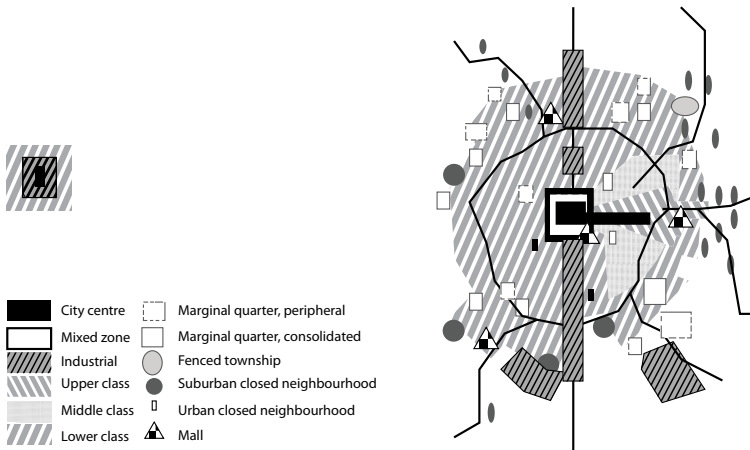 City centre
Mixed zone
Industrial
Upper class
Middle class
Lower class
Marginal quarter, peripheral
Marginal quarter, consolidated
Fenced township
Suburban closed neighbourhood
Urban closed neighbourhood
Mall